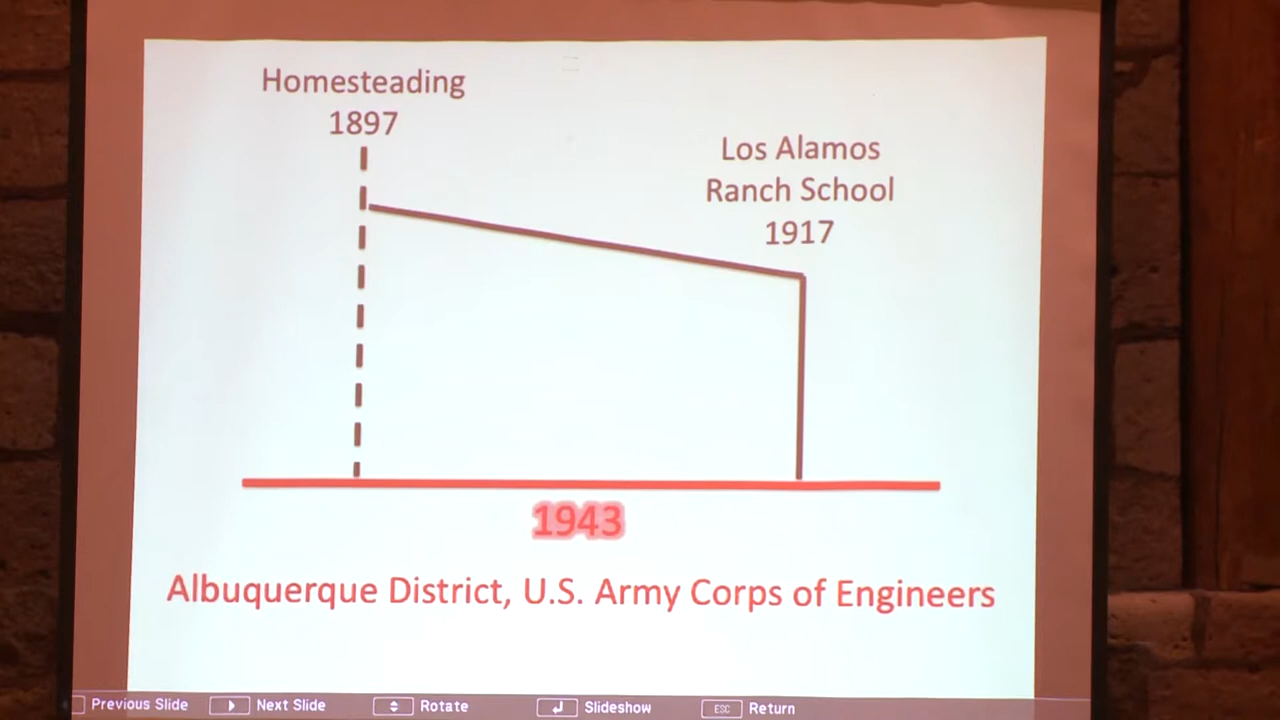 Homesteading
1897
Los Alamos
Ranch School
1917
1943
Albuquerque District, U.S. Army Corps of Engineers
Previous Slide
Next Slide
Rotate
Slideshow
ESC Return